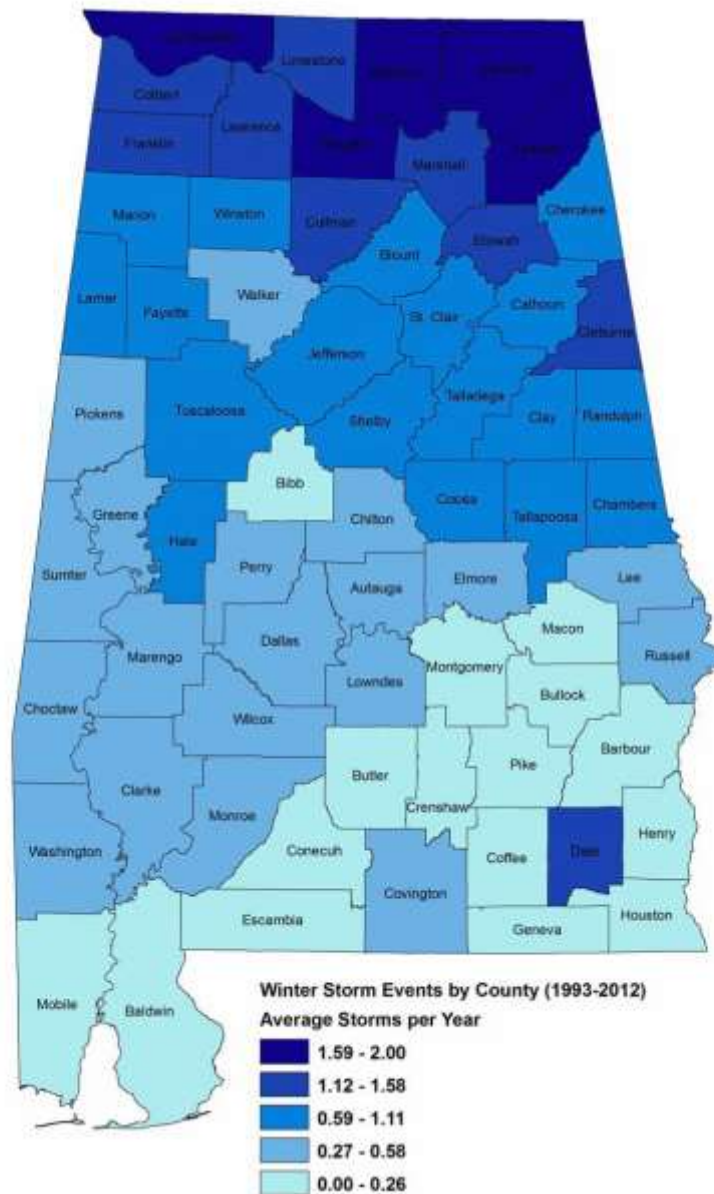 Limestone
Colbert
Lawrence
Franklin
Marshall
Marion
Winston
Cullman
Cherokee
Etowah
Blount
Walker
Lamar
Fayette
St. Clair
Calhoun
Cleburne
Jefferson
Pickens
Tuscaloosa
Talladega
Shelby
Clay
Randolph
Bibb
Greene
Chilton
Coosa
Tallapoosa
Chambers
Hale
Sumter
Perry
Autauga
Elmore
Lee
Marengo
Dallas
Macon
Montgomery
Russell
Lowndes
Bullock
Choctaw
Wilcox
Barbour
Clarke
Butler
Pike
Monroe
Crenshaw
Henry
Washington
Conecuh
Coffee
Dale
Covington
Escambia
Geneva
Houston
Mobile
Baldwin
Winter Storm Events by County (1993-2012)
Average Storms per Year
1.59 - 2.00
1.12 - 1.58
0.59 - 1.11
0.27 - 0.58
0.00 - 0.26